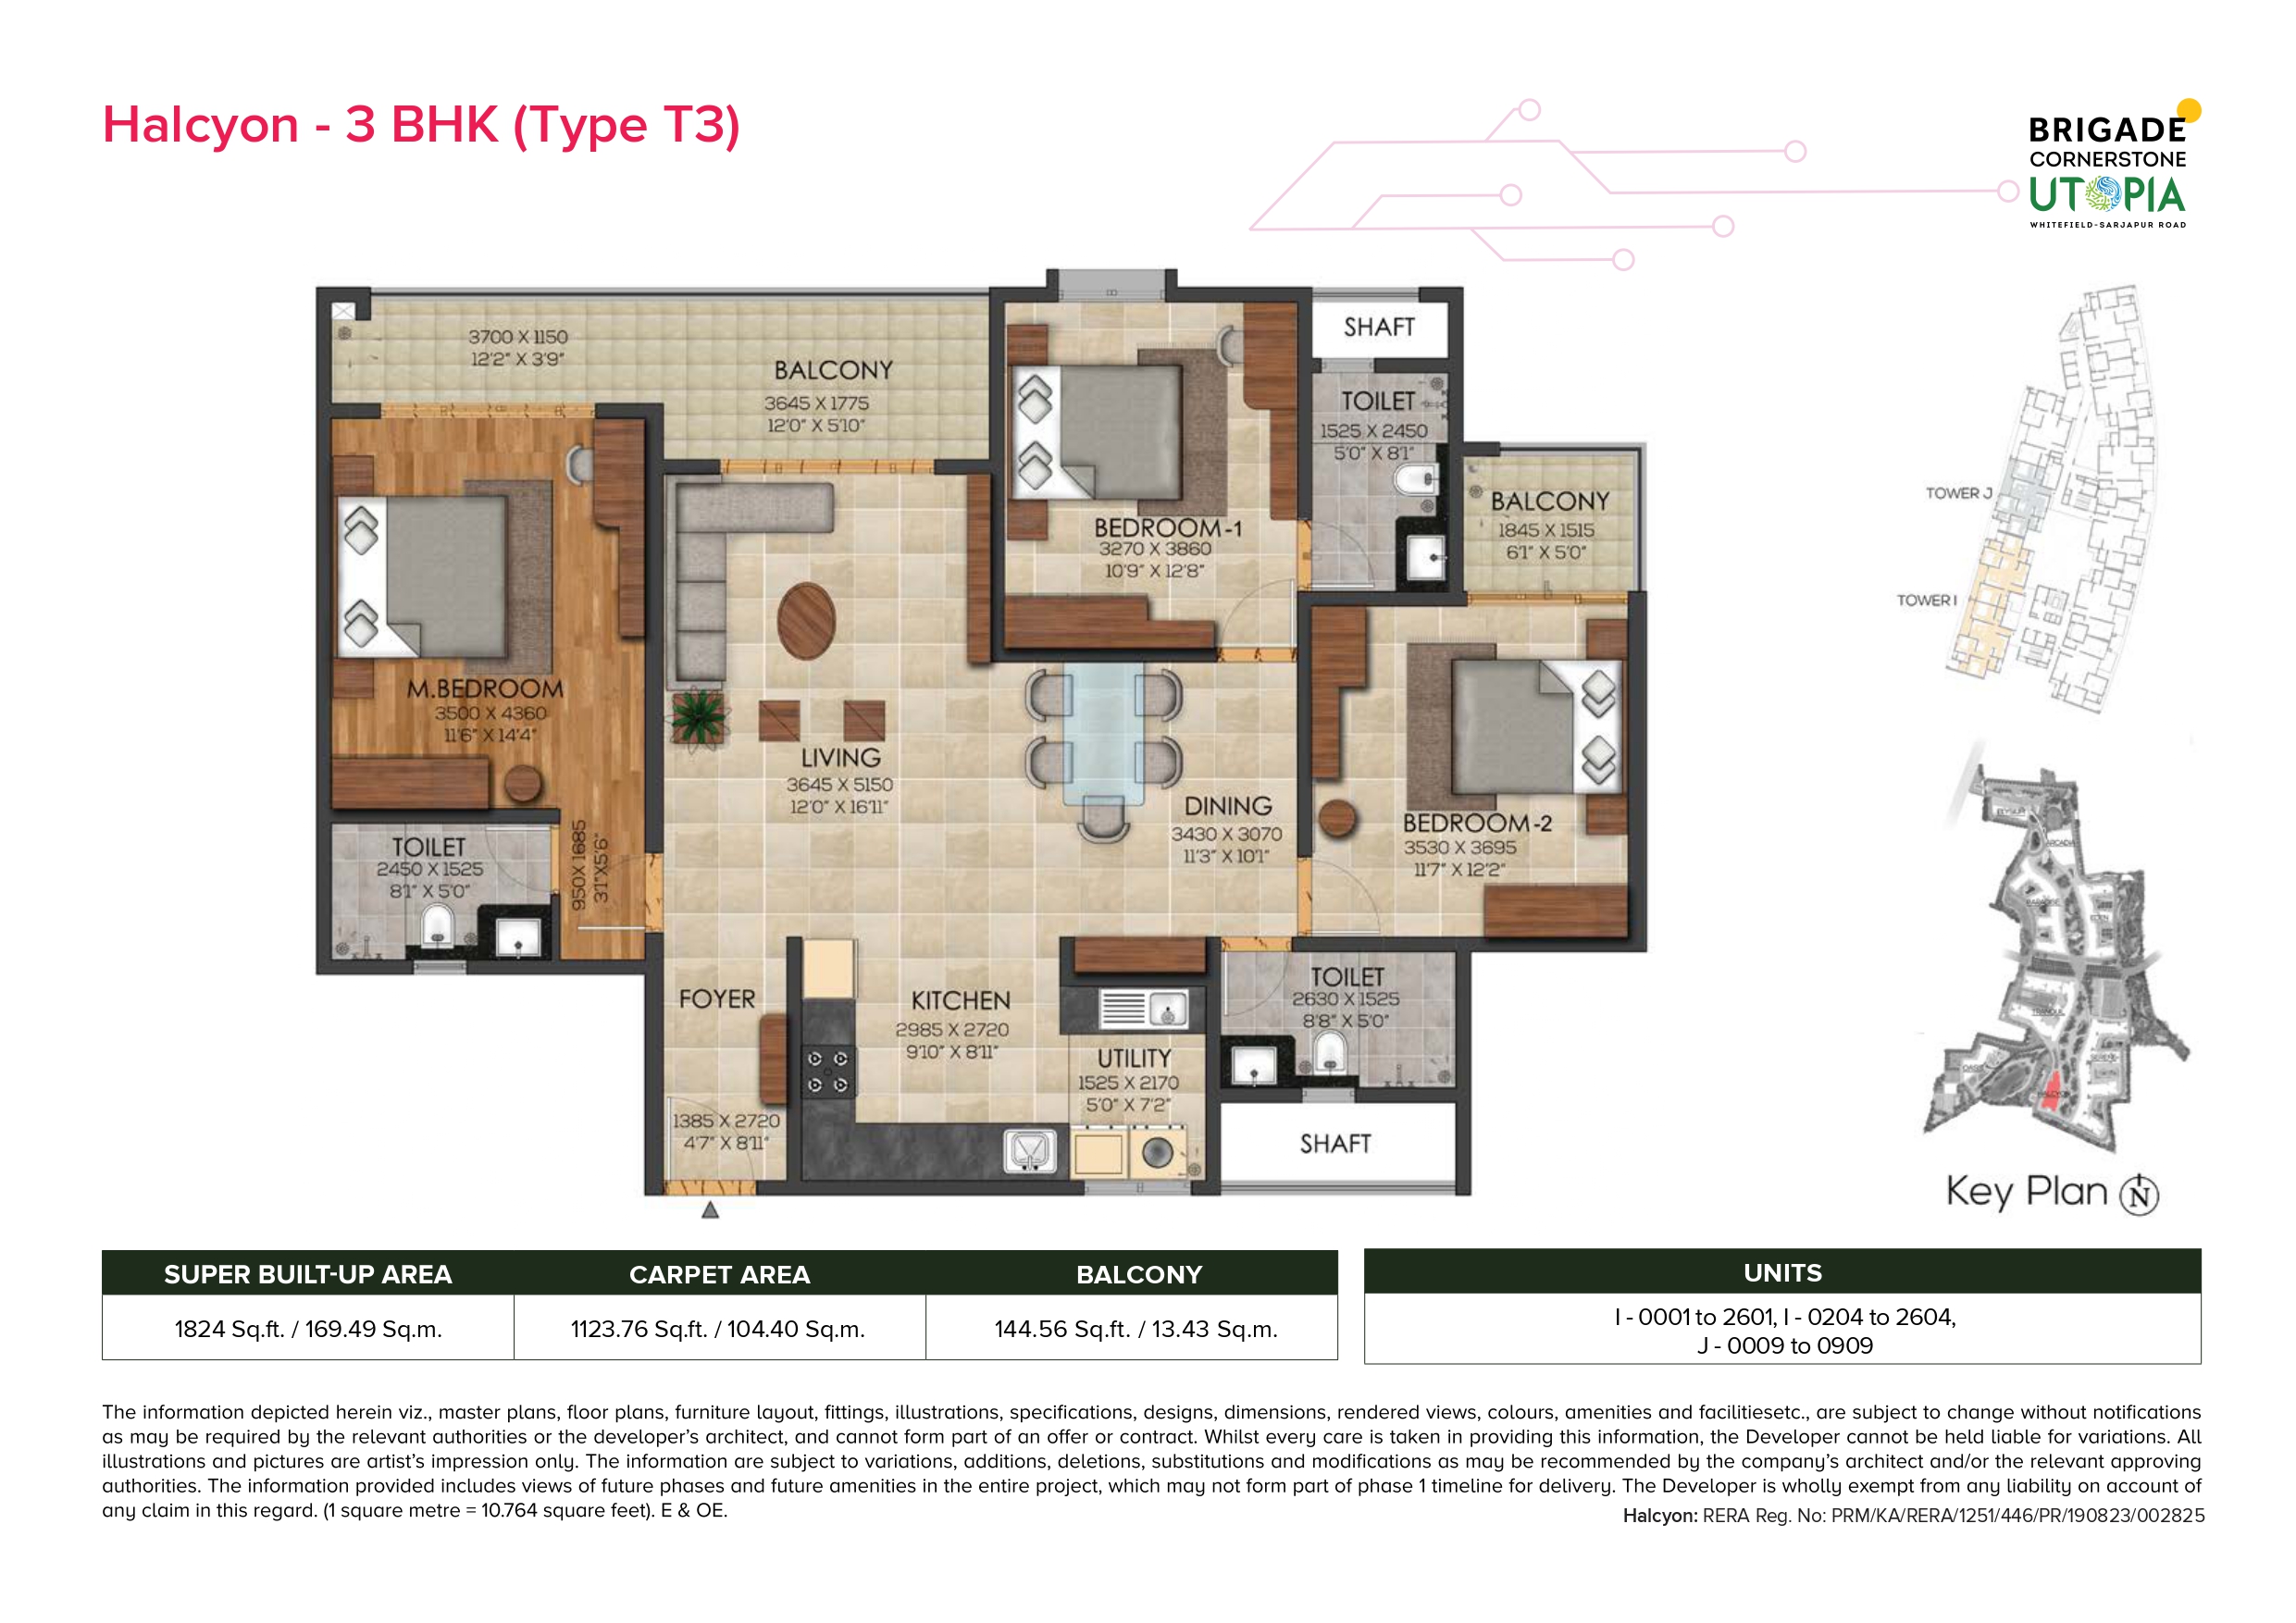 Halcyon - 3 BHK (Type T3)
BRIGADE
CORNERSTONE
UTOPIA
WHITEFIELD-SARJAPUR ROAD
3700 X 1150
12'2" X 3'9"
BALCONY
3645 X 1775
12'0" X 5'10"
SHAFT
TOILET
1525 X 2450
5'0" X 8'1"
BALCONY
1845 X 1515
6'1" X 5'0"
BEDROOM-1
3270 X 3860
10'9" X 12'8"
M.BEDROOM
3500 X 4360
11'6" X 14'4"
LIVING
3645 X 5150
12'0" X 16'11"
DINING
3430 X 3070
11'3" X 10'1"
BEDROOM-2
3530 X 3695
11'7" X 12'2"
TOILET
2450 X 1525
8'1" X 5'0"
950X 1685
3'1"X5'6"
FOYER
1385 X 2720
4'7" X 8'11"
KITCHEN
2985 X 2720
9'10" X 8'11"
UTILITY
1525 X 2170
5'0" X 7'2"
TOILET
2630 X 1525
8'8" X 5'0"
SHAFT
TOWER J
TOWER I
ARCADIA
EDEN
Key Plan N
SUPER BUILT-UP AREA CARPET AREA BALCONY
1824 Sq.ft. / 169.49 Sq.m. 1123.76 Sq.ft. / 104.40 Sq.m. 144.56 Sq.ft. / 13.43 Sq.m.
UNITS
I - 0001 to 2601, I - 0204 to 2604,
J - 0009 to 0909
The information depicted herein viz., master plans, floor plans, furniture layout, fittings, illustrations, specifications, designs, dimensions, rendered views, colours, amenities and facilitiesetc., are subject to change without notifications
as may be required by the relevant authorities or the developer's architect, and cannot form part of an offer or contract. Whilst every care is taken in providing this information, the Developer cannot be held liable for variations. All
illustrations and pictures are artist's impression only. The information are subject to variations, additions, deletions, substitutions and modifications as may be recommended by the company's architect and/or the relevant approving
authorities. The information provided includes views of future phases and future amenities in the entire project, which may not form part of phase 1 timeline for delivery. The Developer is wholly exempt from any liability on account of
any claim in this regard. (1 square metre = 10.764 square feet). E & OE.
Halcyon: RERA Reg. No: PRM/KA/RERA/1251/446/PR/190823/002825